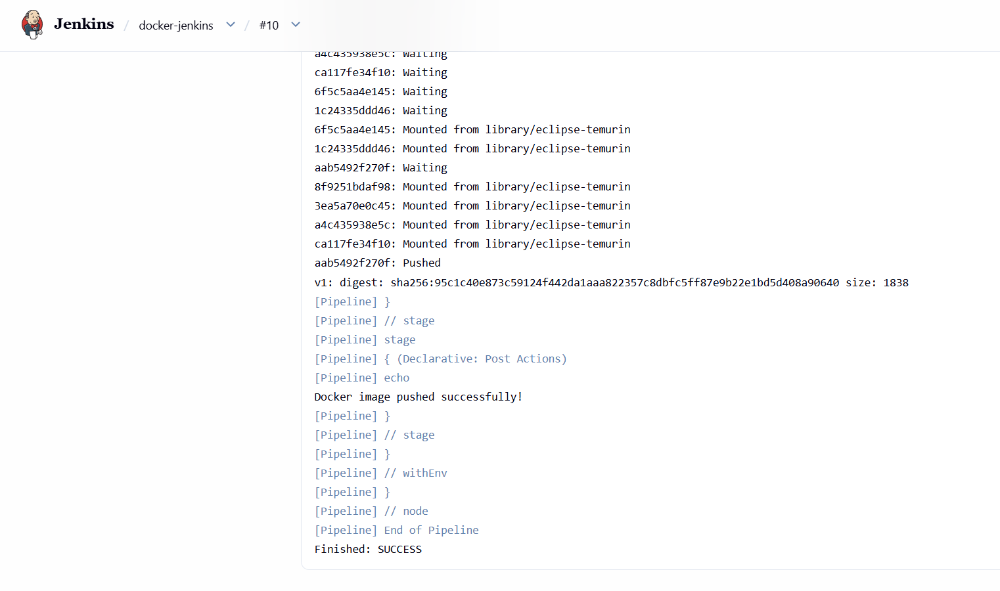 Jenkins / docker-jenkins / #10
a4c435938e5c: Waiting
ca117fe34f10: Waiting
6f5c5aa4e145: Waiting
1c24335ddd46: Waiting
6f5c5aa4e145: Mounted from library/eclipse-temurin
1c24335ddd46: Mounted from library/eclipse-temurin
aab5492f270f: Waiting
8f9251bdaf98: Mounted from library/eclipse-temurin
3ea5a70e0c45: Mounted from library/eclipse-temurin
a4c435938e5c: Mounted from library/eclipse-temurin
ca117fe34f10: Mounted from library/eclipse-temurin
aab5492f270f: Pushed
v1: digest: sha256:95c1c40e873c59124f442da1aaa822357c8dbfc5ff87e9b22e1bd5d408a90640 size: 1838
[Pipeline] }
[Pipeline] // stage
[Pipeline] stage
[Pipeline] { (Declarative: Post Actions)
[Pipeline] echo
Docker image pushed successfully!
[Pipeline] }
[Pipeline] // stage
[Pipeline] }
[Pipeline] // withEnv
[Pipeline] }
[Pipeline] // node
[Pipeline] End of Pipeline
Finished: SUCCESS